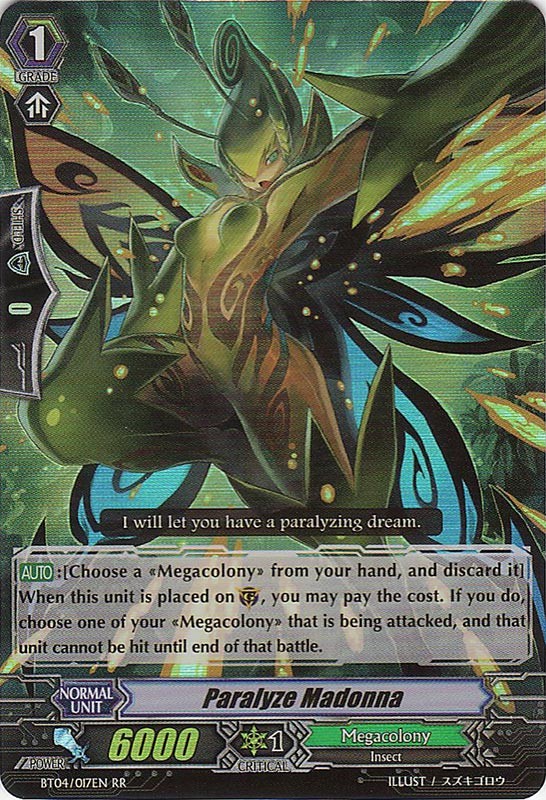 1
GRADE
SHIELD
0
I will let you have a paralyzing dream.
AUTO:[Choose a «Megacolony» from your hand, and discard it]
When this unit is placed on , you may pay the cost. If you do,
choose one of your «Megacolony» that is being attacked, and that
unit cannot be hit until end of that battle.
NORMAL
UNIT
Paralyze Madonna
POWER
6000
1
CRITICAL
Megacolony
Insect
BT04/017EN RR
ILLUST / スズキゴロウ